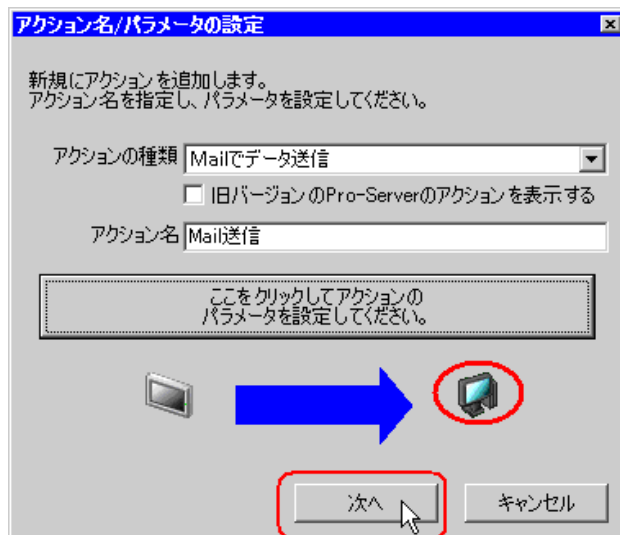 アクション名/パラメータの設定
新規にアクションを追加します。
アクション名を指定し、パラメータを設定してください。
アクションの種類 Mailでデータ送信
旧バージョンのPro-Serverのアクションを表示する
アクション名 Mail送信
ここをクリックしてアクションの
パラメータを設定してください。
次へ キャンセル